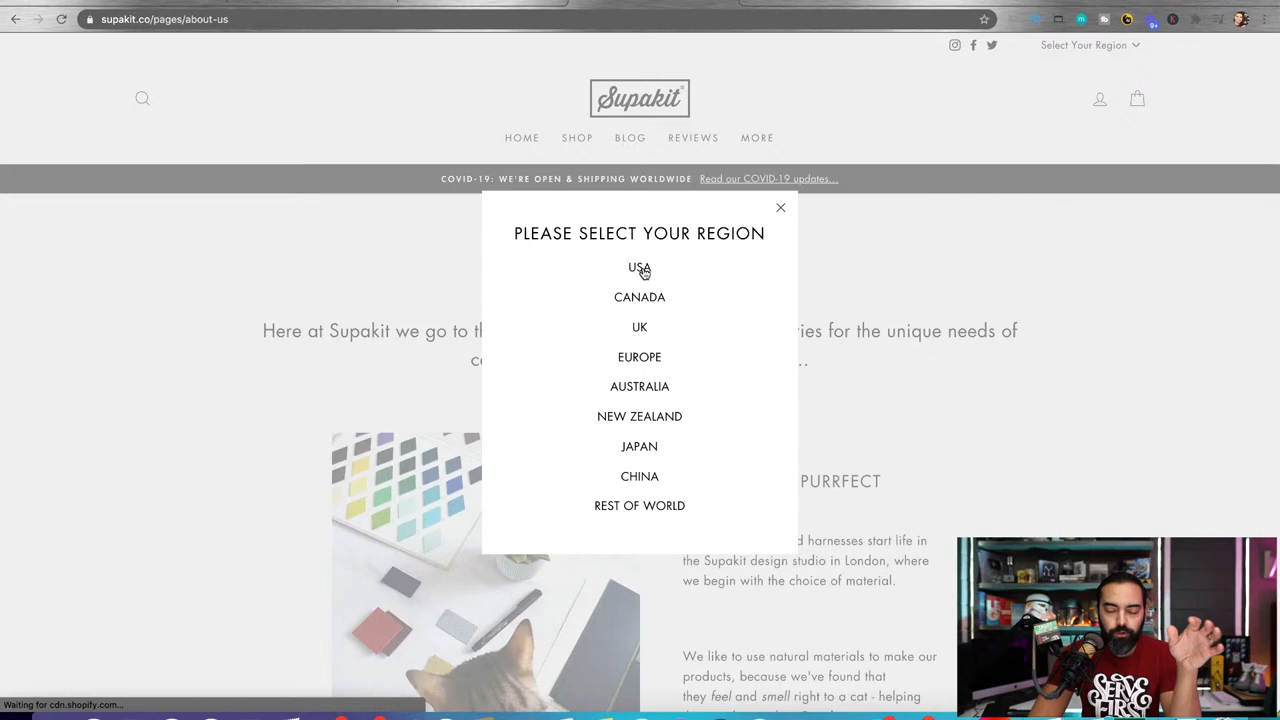 supakit.co/pages/about-us
9+
Select Your Region
Supakit
HOME SHOP BLOG REVIEWS MORE
COVID-19: WE'RE OPEN & SHIPPING WORLDWIDE Read our COVID-19 updates...
PLEASE SELECT YOUR REGION
USA
CANADA
UK
EUROPE
AUSTRALIA
NEW ZEALAND
JAPAN
CHINA
REST OF WORLD
Here at Supakit we go to th
ries for the unique needs of
PURRFECT
d harnesses start life in
the Supakit design studio in London, where
we begin with the choice of material.
We like to use natural materials to make our
products, because we've found that
they feel and smell right to a cat - helping
Waiting for cdn.shopify.com...
SERVE
FIRST